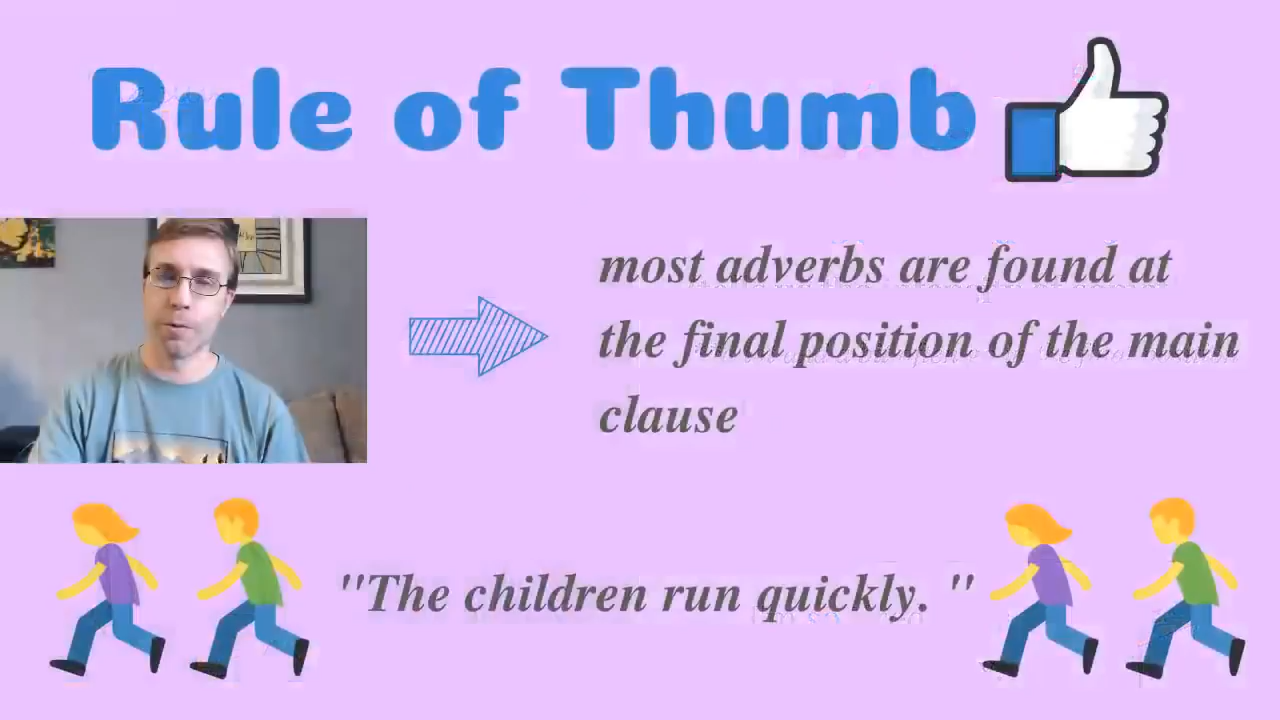 Rule of Thumb
most adverbs are found at
the final position of the main
clause
"The children run quickly. "